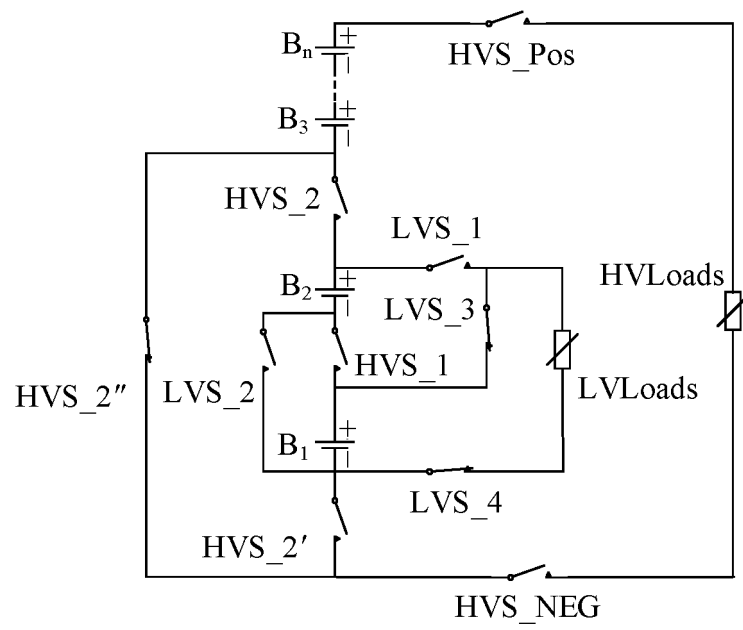 Bn
HVS_Pos
B3
HVS_2
LVS_1
B2
HVLoads
LVS_3
HVS_2″
LVS_2
HVS_1
LVLoads
B1
LVS_4
HVS_2′
HVS_NEG